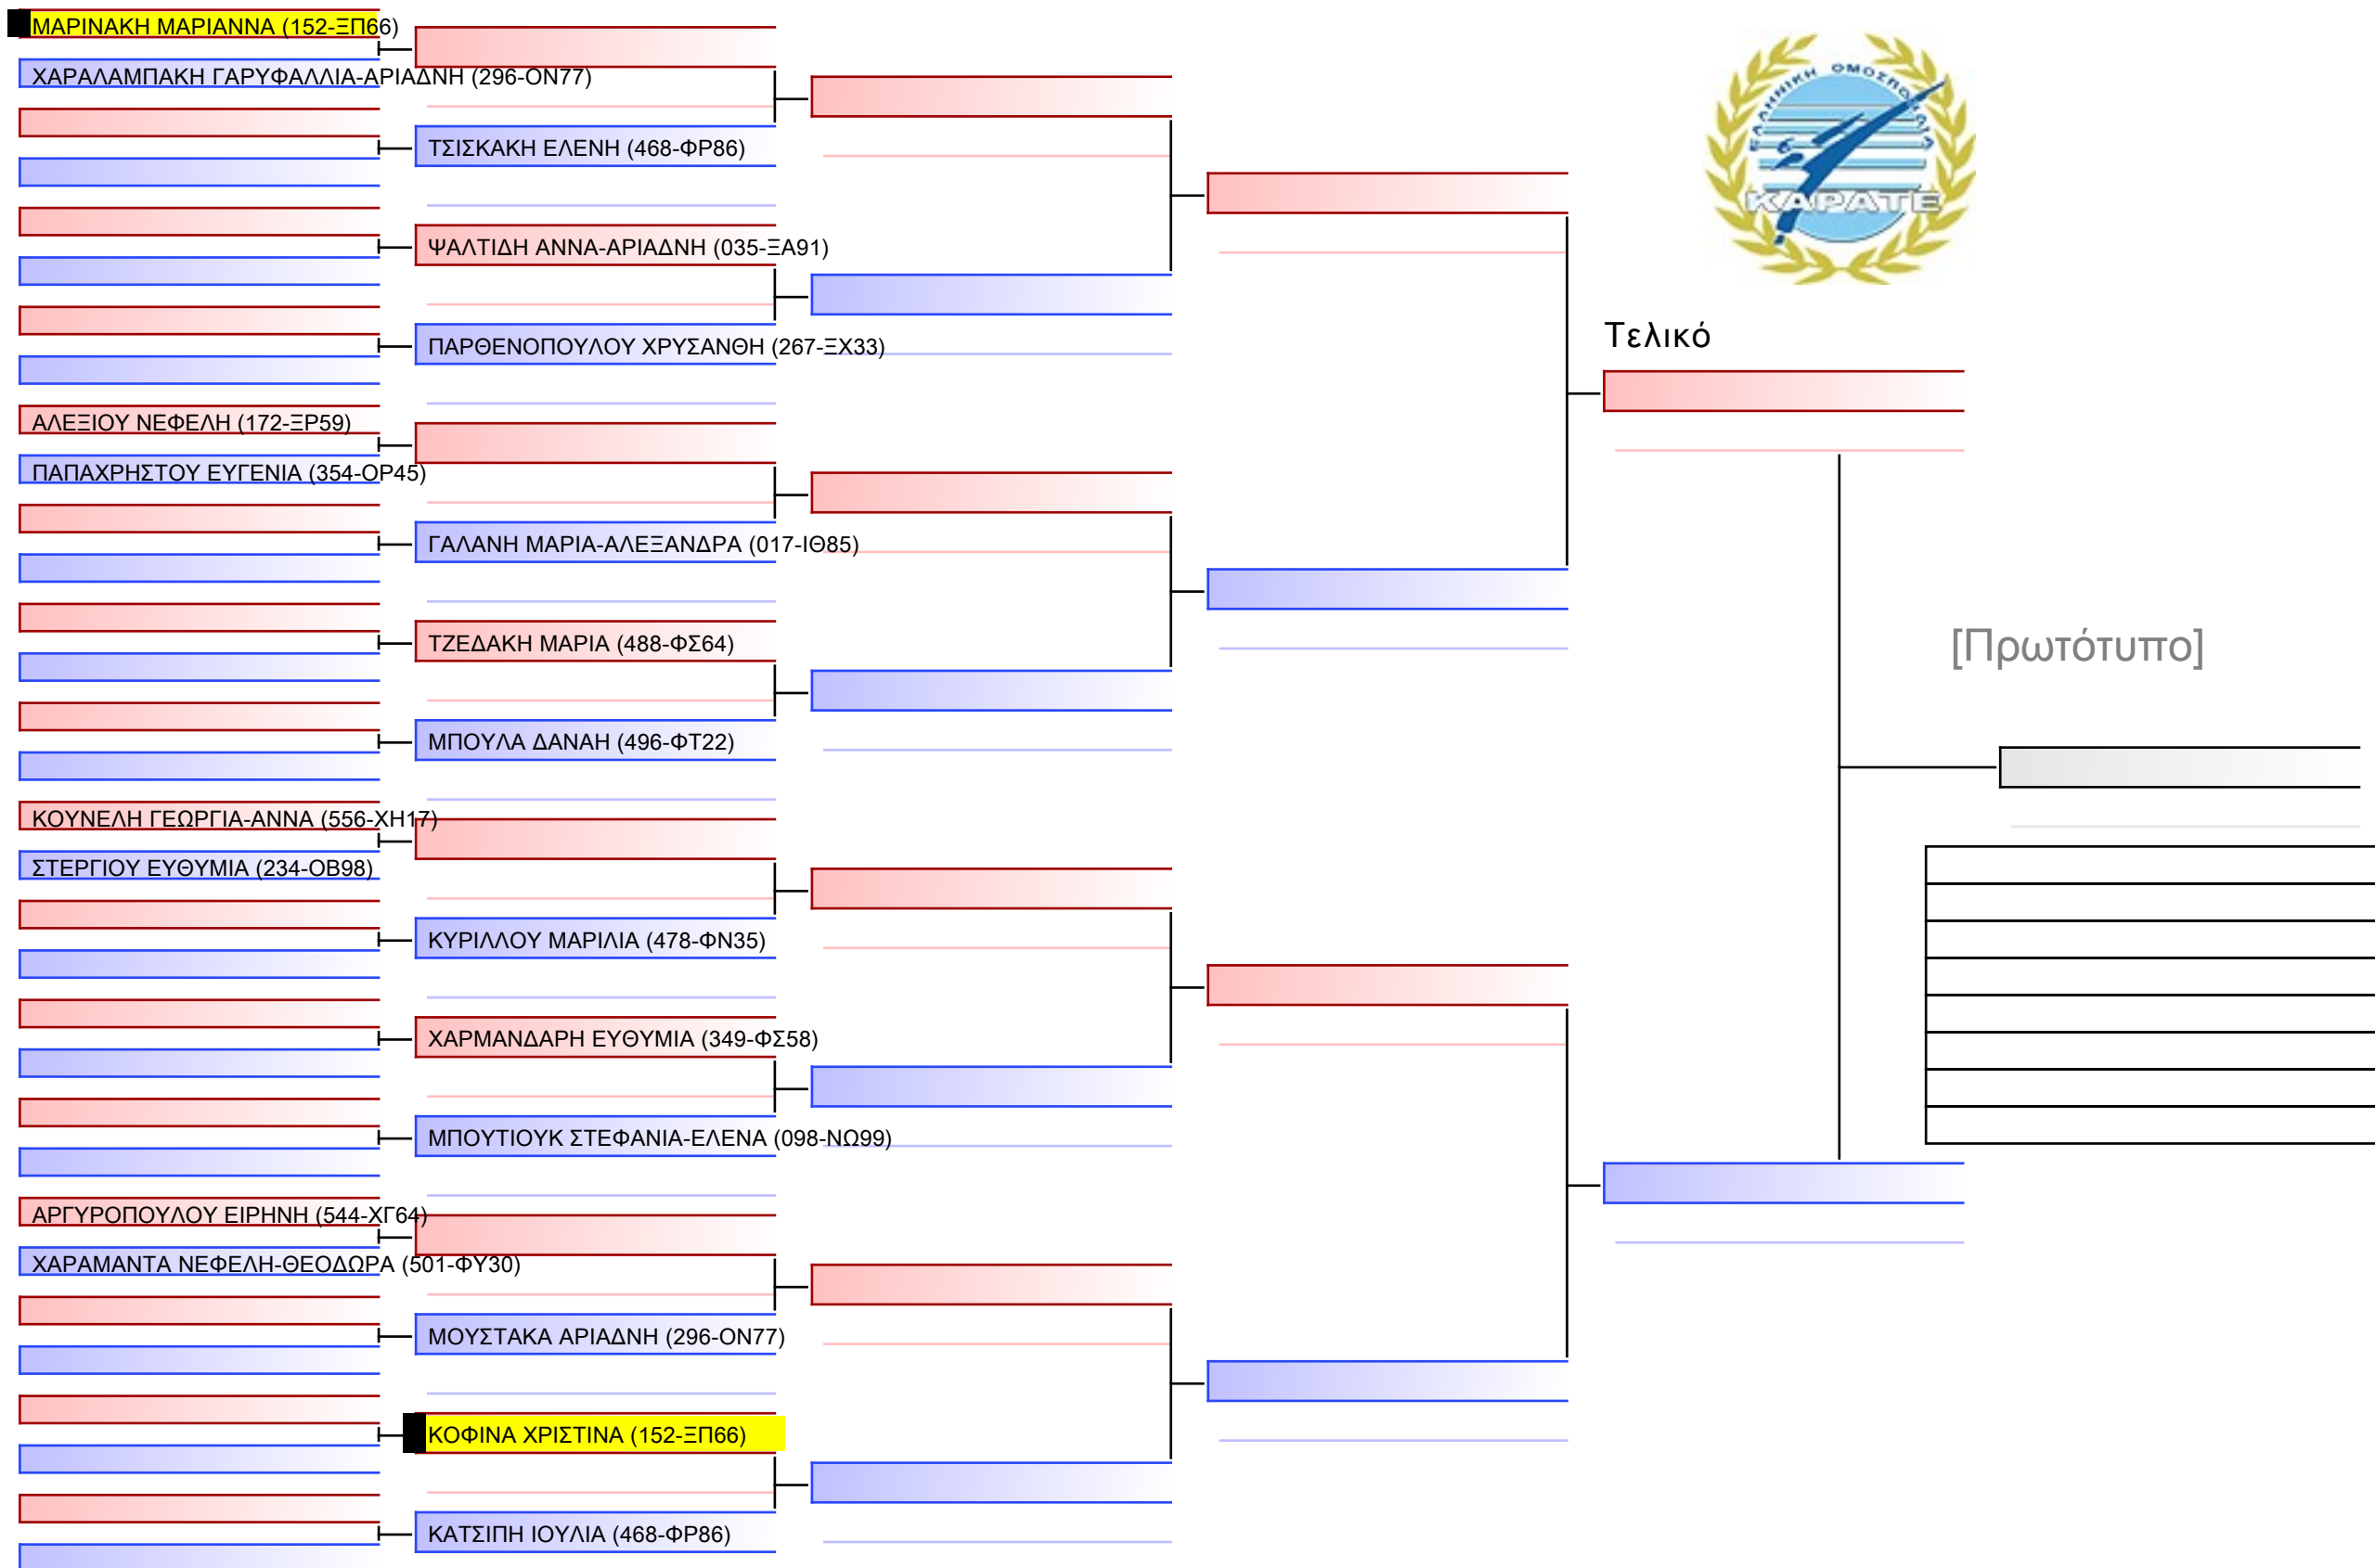 ΜΑΡΙΝΑΚΗ ΜΑΡΙΑΝΝΑ (152-ΞΠ66)
ΧΑΡΑΛΑΜΠΑΚΗ ΓΑΡΥΦΑΛΛΙΑ-ΑΡΙΑΔΝΗ (296-ΟΝ77)
ΤΣΙΣΚΑΚΗ ΕΛΕΝΗ (468-ΦΡ86)
ΨΑΛΤΙΔΗ ΑΝΝΑ-ΑΡΙΑΔΝΗ (035-ΞΑ91)
ΠΑΡΘΕΝΟΠΟΥΛΟΥ ΧΡΥΣΑΝΘΗ (267-ΞΧ33)
ΑΛΕΞΙΟΥ ΝΕΦΕΛΗ (172-ΞΡ59)
ΠΑΠΑΧΡΗΣΤΟΥ ΕΥΓΕΝΙΑ (354-ΟΡ45)
ΓΑΛΑΝΗ ΜΑΡΙΑ-ΑΛΕΞΑΝΔΡΑ (017-ΙΘ85)
ΤΖΕΔΑΚΗ ΜΑΡΙΑ (488-ΦΣ64)
ΜΠΟΥΛΑ ΔΑΝΑΗ (496-ΦΤ22)
ΚΟΥΝΕΛΗ ΓΕΩΡΓΙΑ-ΑΝΝΑ (556-ΧΗ17)
ΣΤΕΡΓΙΟΥ ΕΥΘΥΜΙΑ (234-ΟΒ98)
ΚΥΡΙΛΛΟΥ ΜΑΡΙΛΙΑ (478-ΦΝ35)
ΧΑΡΜΑΝΔΑΡΗ ΕΥΘΥΜΙΑ (349-ΦΣ58)
ΜΠΟΥΤΙΟΥΚ ΣΤΕΦΑΝΙΑ-ΕΛΕΝΑ (098-ΝΩ99)
ΑΡΓΥΡΟΠΟΥΛΟΥ ΕΙΡΗΝΗ (544-ΧΓ64)
ΧΑΡΑΜΑΝΤΑ ΝΕΦΕΛΗ-ΘΕΟΔΩΡΑ (501-ΦΥ30)
ΜΟΥΣΤΑΚΑ ΑΡΙΑΔΝΗ (296-ΟΝ77)
ΚΟΦΙΝΑ ΧΡΙΣΤΙΝΑ (152-ΞΠ66)
ΚΑΤΣΙΠΗ ΙΟΥΛΙΑ (468-ΦΡ86)
ΕΛΛΗΝΙΚΗ ΟΜΟΣΠΟΝΔΙΑ
ΚΑΡΑΤΕ
Τελικό
[Πρωτότυπο]